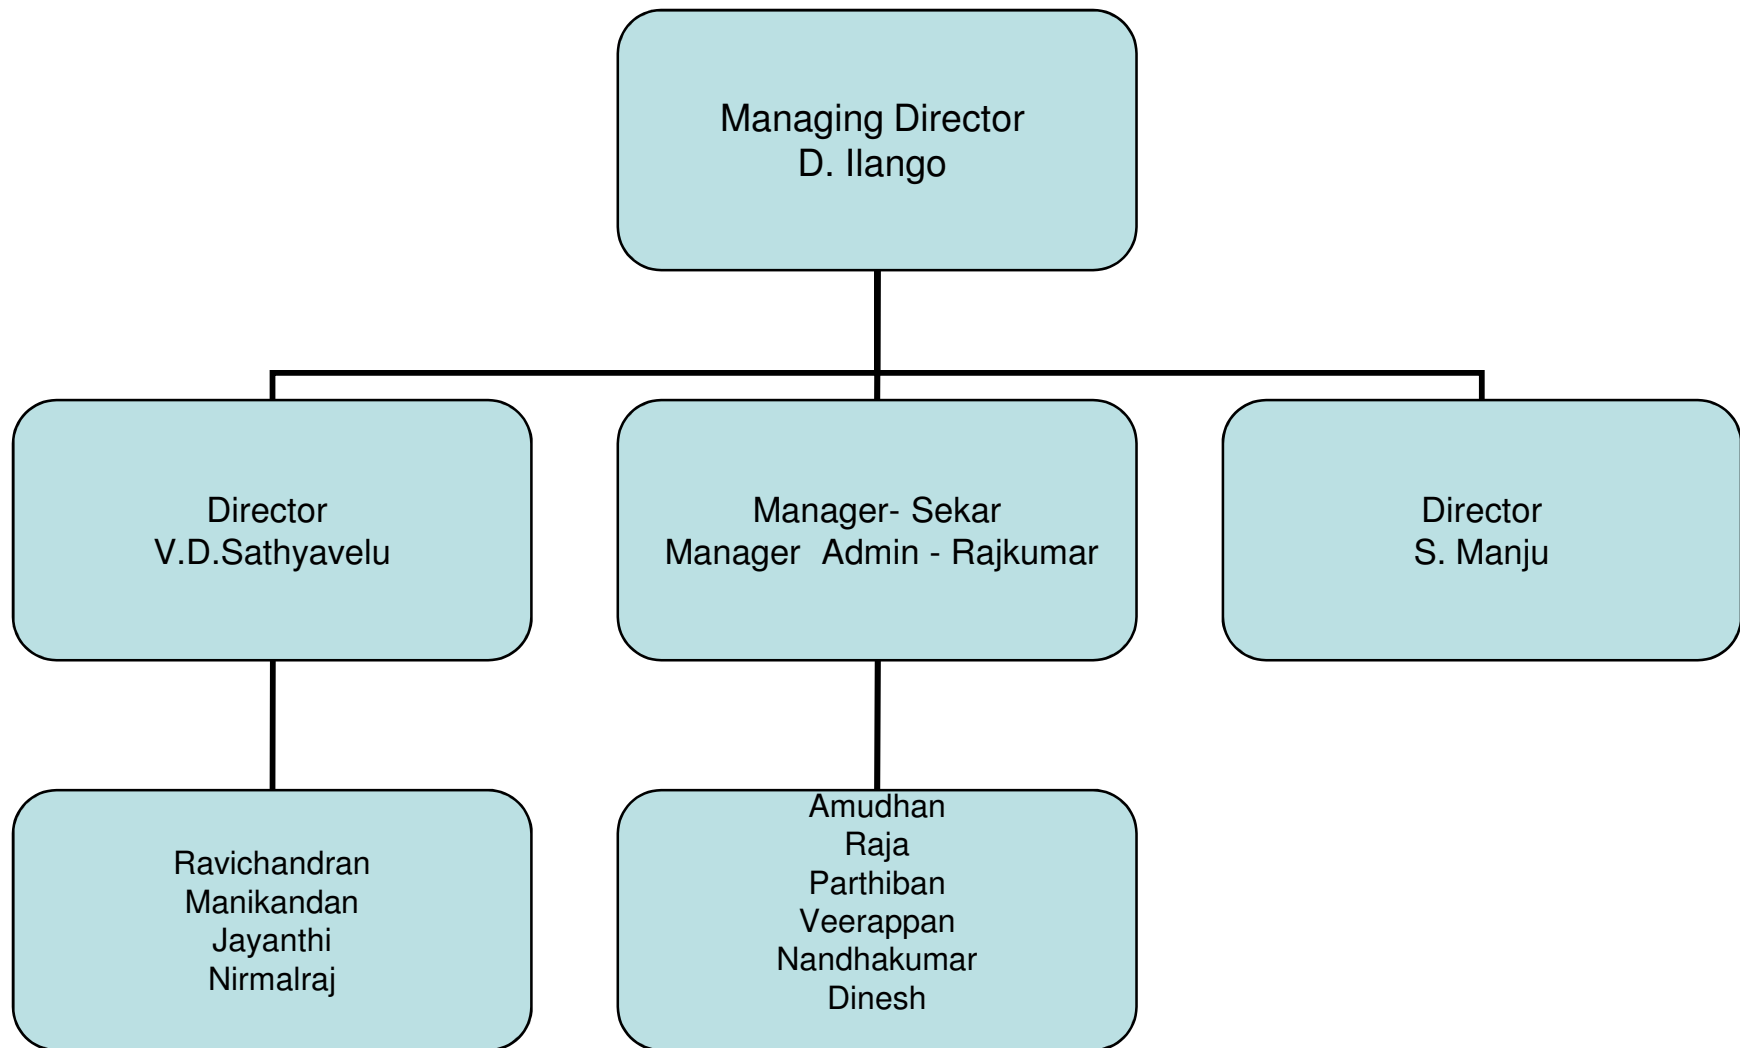 Managing Director
D. Ilango
Director
V.D.Sathyavelu
Manager- Sekar
Manager  Admin - Rajkumar
Director
S. Manju
Ravichandran
Manikandan
Jayanthi
Nirmalraj
Amudhan
Raja
Parthiban
Veerappan
Nandhakumar
Dinesh